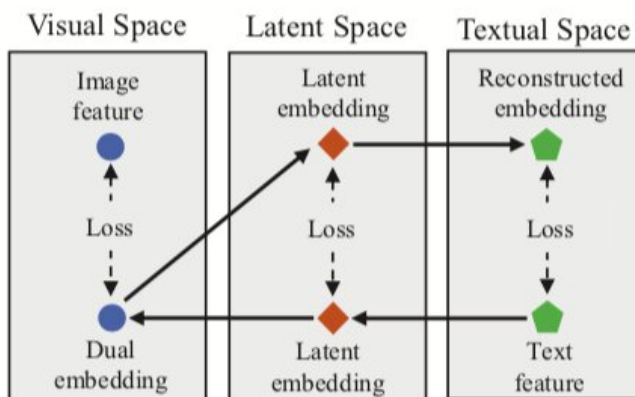 Visual Space
Latent Space
Textual Space
Image
feature
Latent
embedding
Reconstructed
embedding
Loss
Loss
Loss
Dual
embedding
Latent
embedding
Text
feature